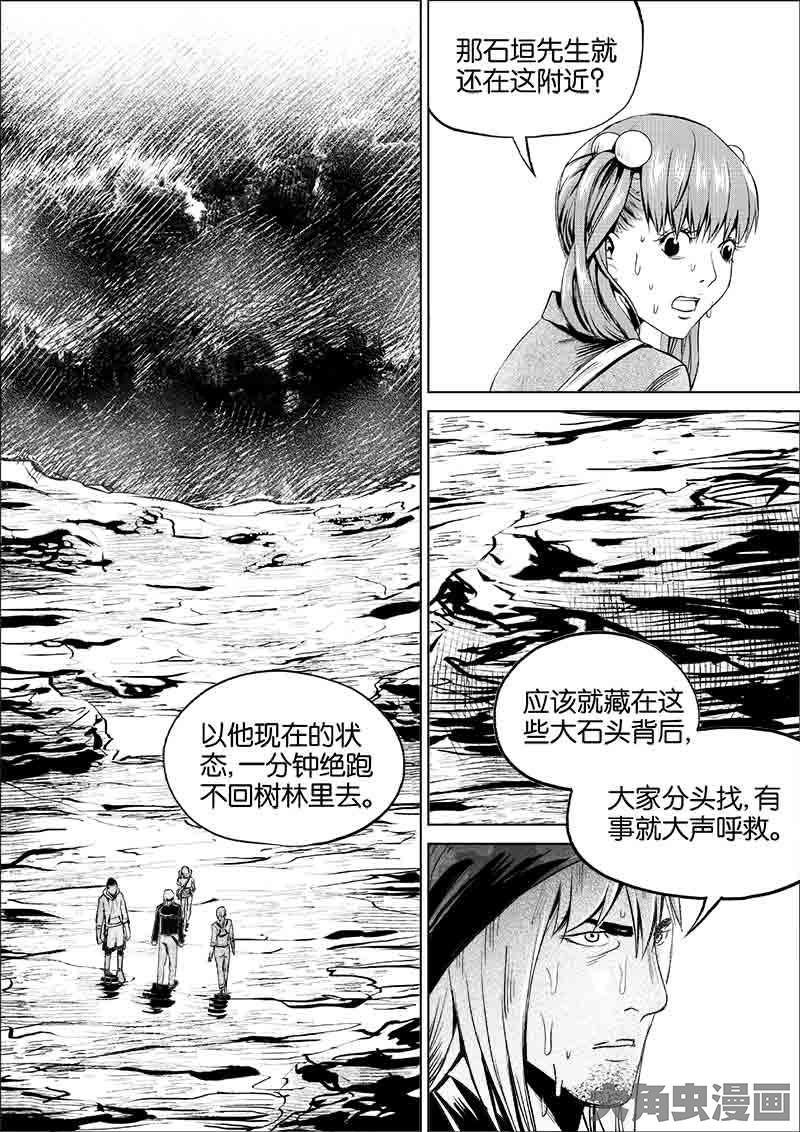 以他现在的状
态,一分钟绝跑
不回树林里去。
那石垣先生就
还在这附近?
应该就藏在这
些大石头背后,
大家分头找,有
事就大声呼救。
六角虫漫画